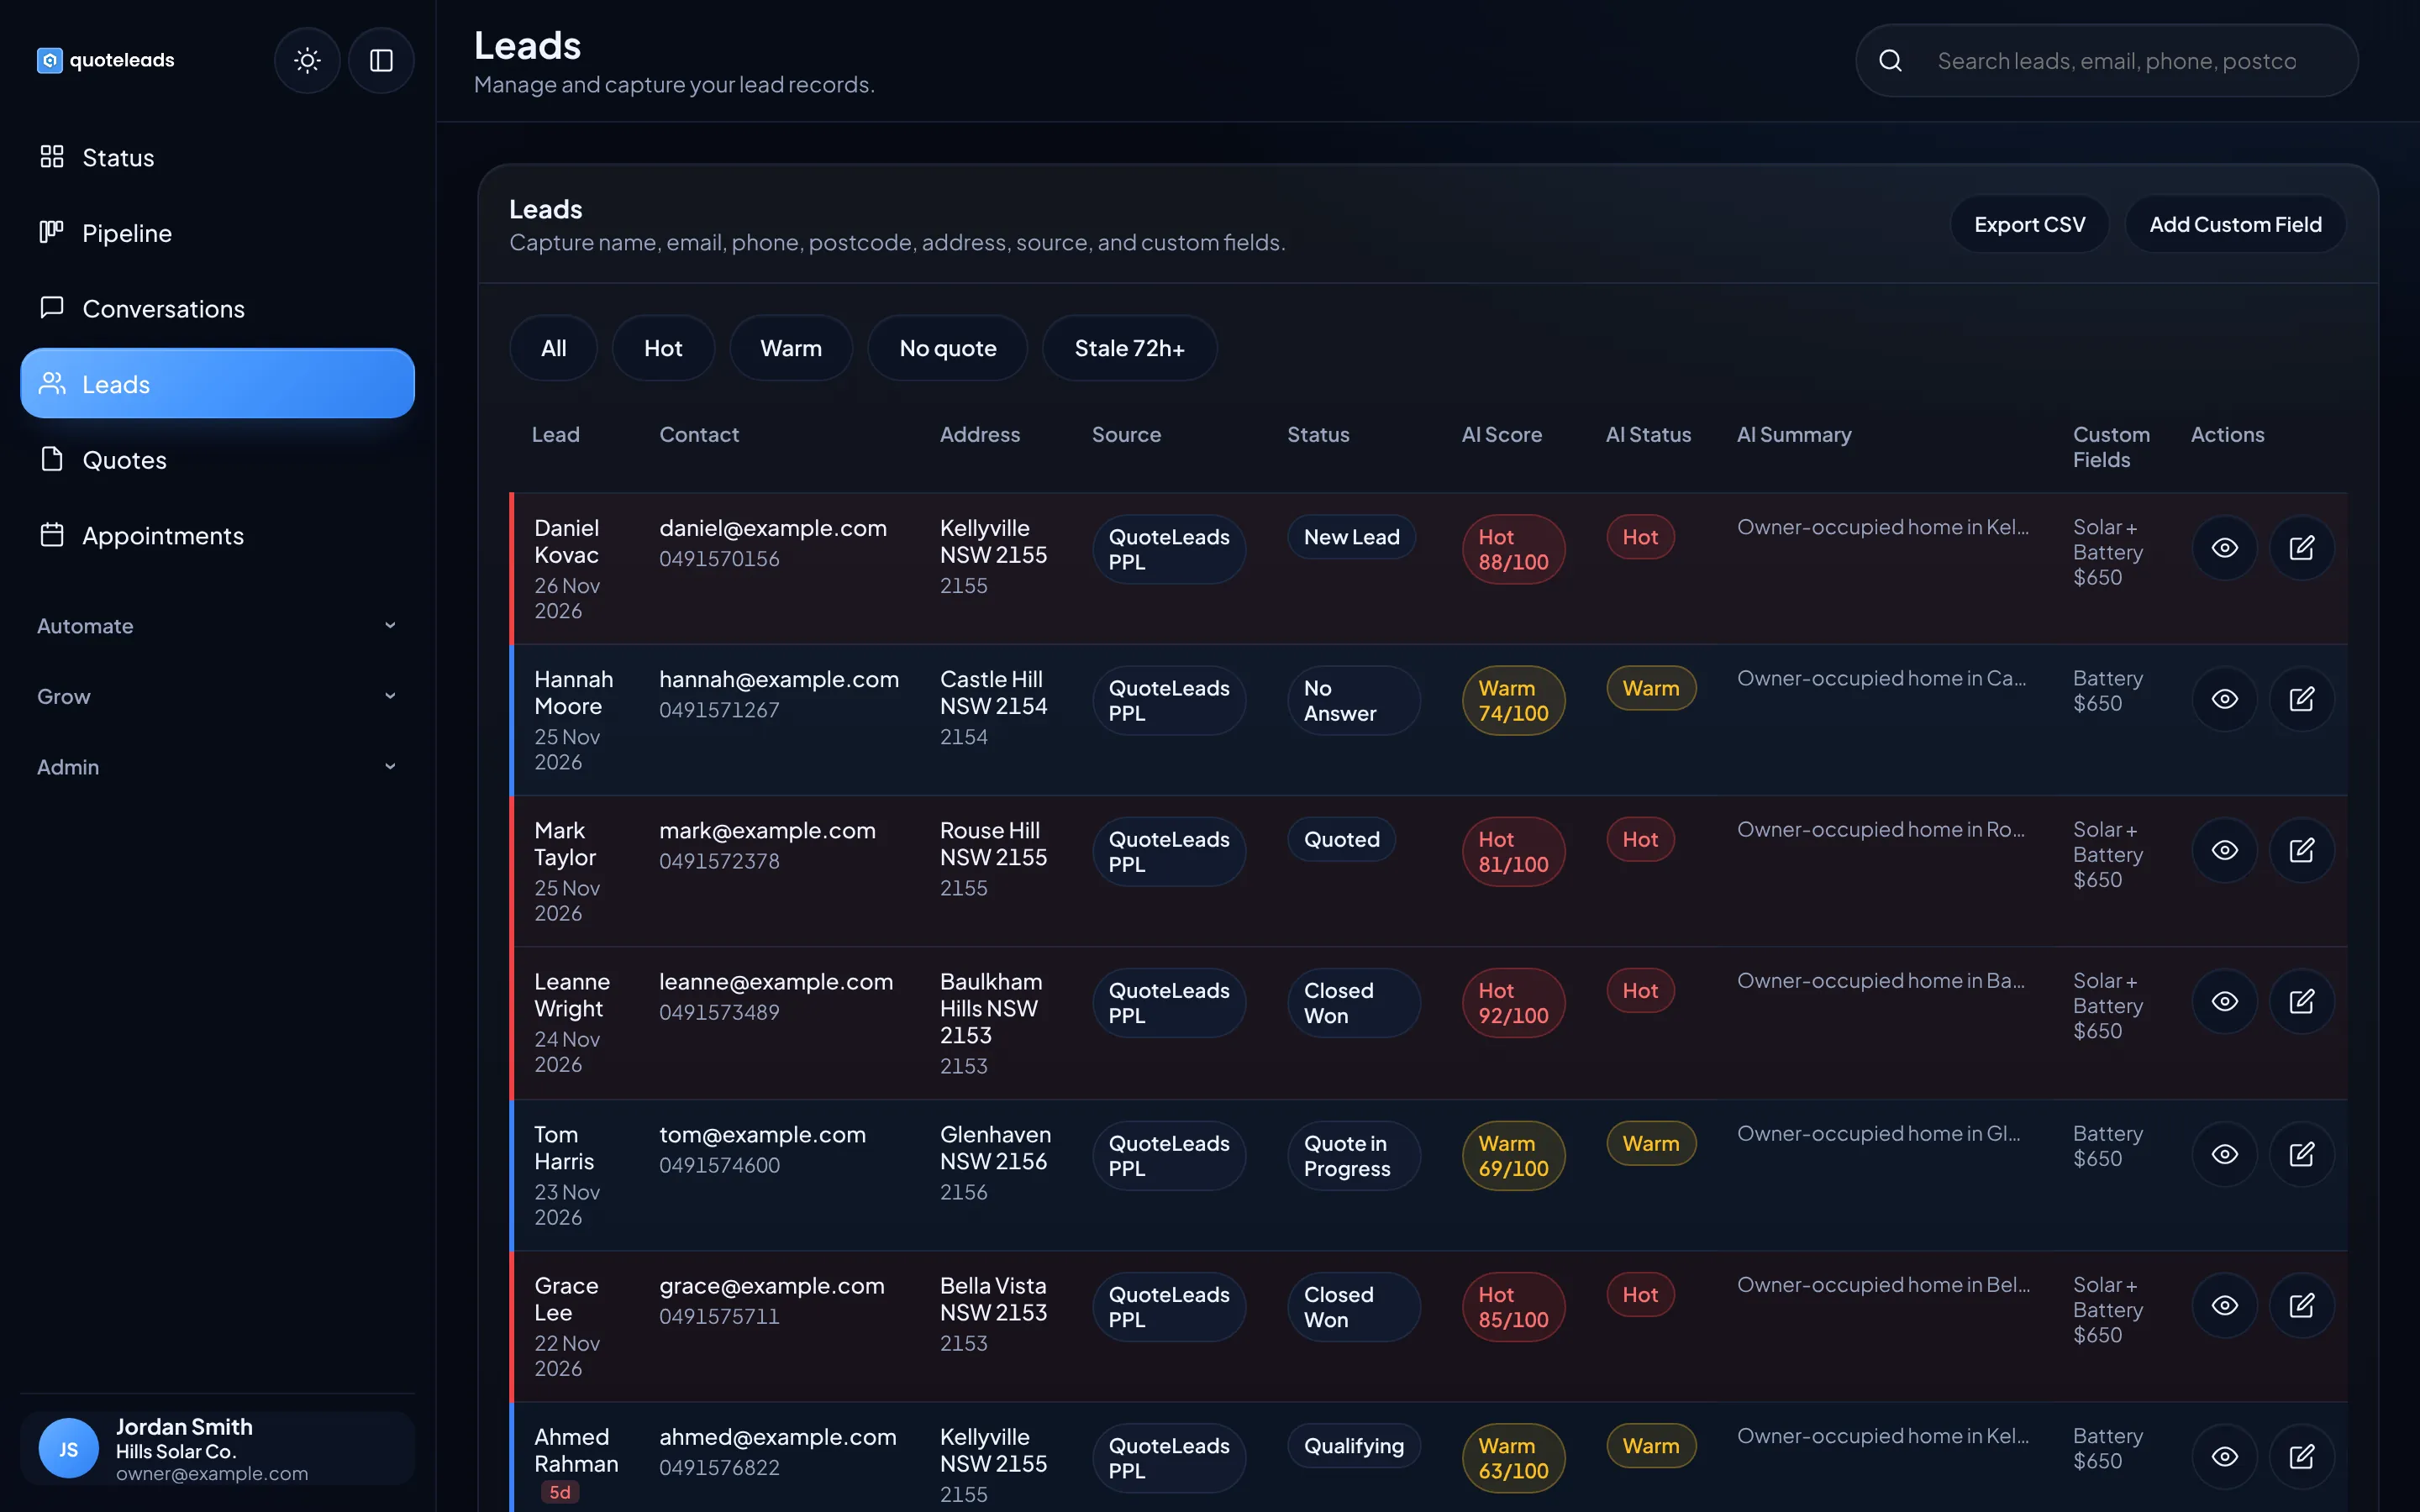 quoteleads
Status
Pipeline
Conversations
Leads
Quotes
Appointments
Automate
Grow
Admin
JS
Jordan Smith
Hills Solar Co.
owner@example.com
Leads
Manage and capture your lead records.
Search leads, email, phone, postco
Leads
Capture name, email, phone, postcode, address, source, and custom fields.
Export CSV
Add Custom Field
All
Hot
Warm
No quote
Stale 72h+
Lead
Contact
Address
Source
Status
AI Score
AI Status
AI Summary
Custom
Fields
Actions
Daniel
Kovac
26 Nov
2026
daniel@example.com
0491570156
Kellyville
NSW 2155
2155
QuoteLeads
PPL
New Lead
Hot
88/100
Hot
Owner-occupied home in Kel...
Solar +
Battery
$650
Hannah
Moore
25 Nov
2026
hannah@example.com
0491571267
Castle Hill
NSW 2154
2154
QuoteLeads
PPL
No
Answer
Warm
74/100
Warm
Owner-occupied home in Ca...
Battery
$650
Mark
Taylor
25 Nov
2026
mark@example.com
0491572378
Rouse Hill
NSW 2155
2155
QuoteLeads
PPL
Quoted
Hot
81/100
Hot
Owner-occupied home in Ro...
Solar +
Battery
$650
Leanne
Wright
24 Nov
2026
leanne@example.com
0491573489
Baulkham
Hills NSW
2153
2153
QuoteLeads
PPL
Closed
Won
Hot
92/100
Hot
Owner-occupied home in Ba...
Solar +
Battery
$650
Tom
Harris
23 Nov
2026
tom@example.com
0491574600
Glenhaven
NSW 2156
2156
QuoteLeads
PPL
Quote in
Progress
Warm
69/100
Warm
Owner-occupied home in Gl...
Battery
$650
Grace
Lee
22 Nov
2026
grace@example.com
0491575711
Bella Vista
NSW 2153
2153
QuoteLeads
PPL
Closed
Won
Hot
85/100
Hot
Owner-occupied home in Bel...
Solar +
Battery
$650
Ahmed
Rahman
5d
ahmed@example.com
0491576822
Kellyville
NSW 2155
2155
QuoteLeads
PPL
Qualifying
Warm
63/100
Warm
Owner-occupied home in Kel...
Battery
$650